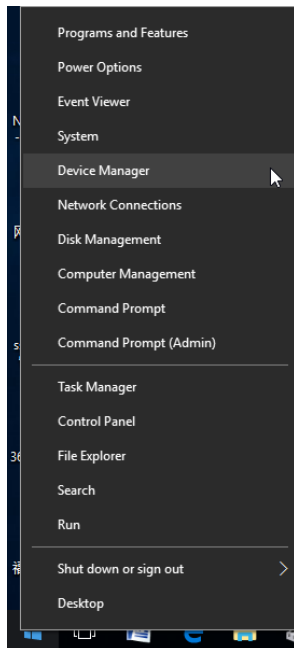 Programs and Features
Power Options
Event Viewer
System
Device Manager
Network Connections
Disk Management
Computer Management
Command Prompt
Command Prompt (Admin)
Task Manager
Control Panel
File Explorer
Search
Run
Shut down or sign out
Desktop